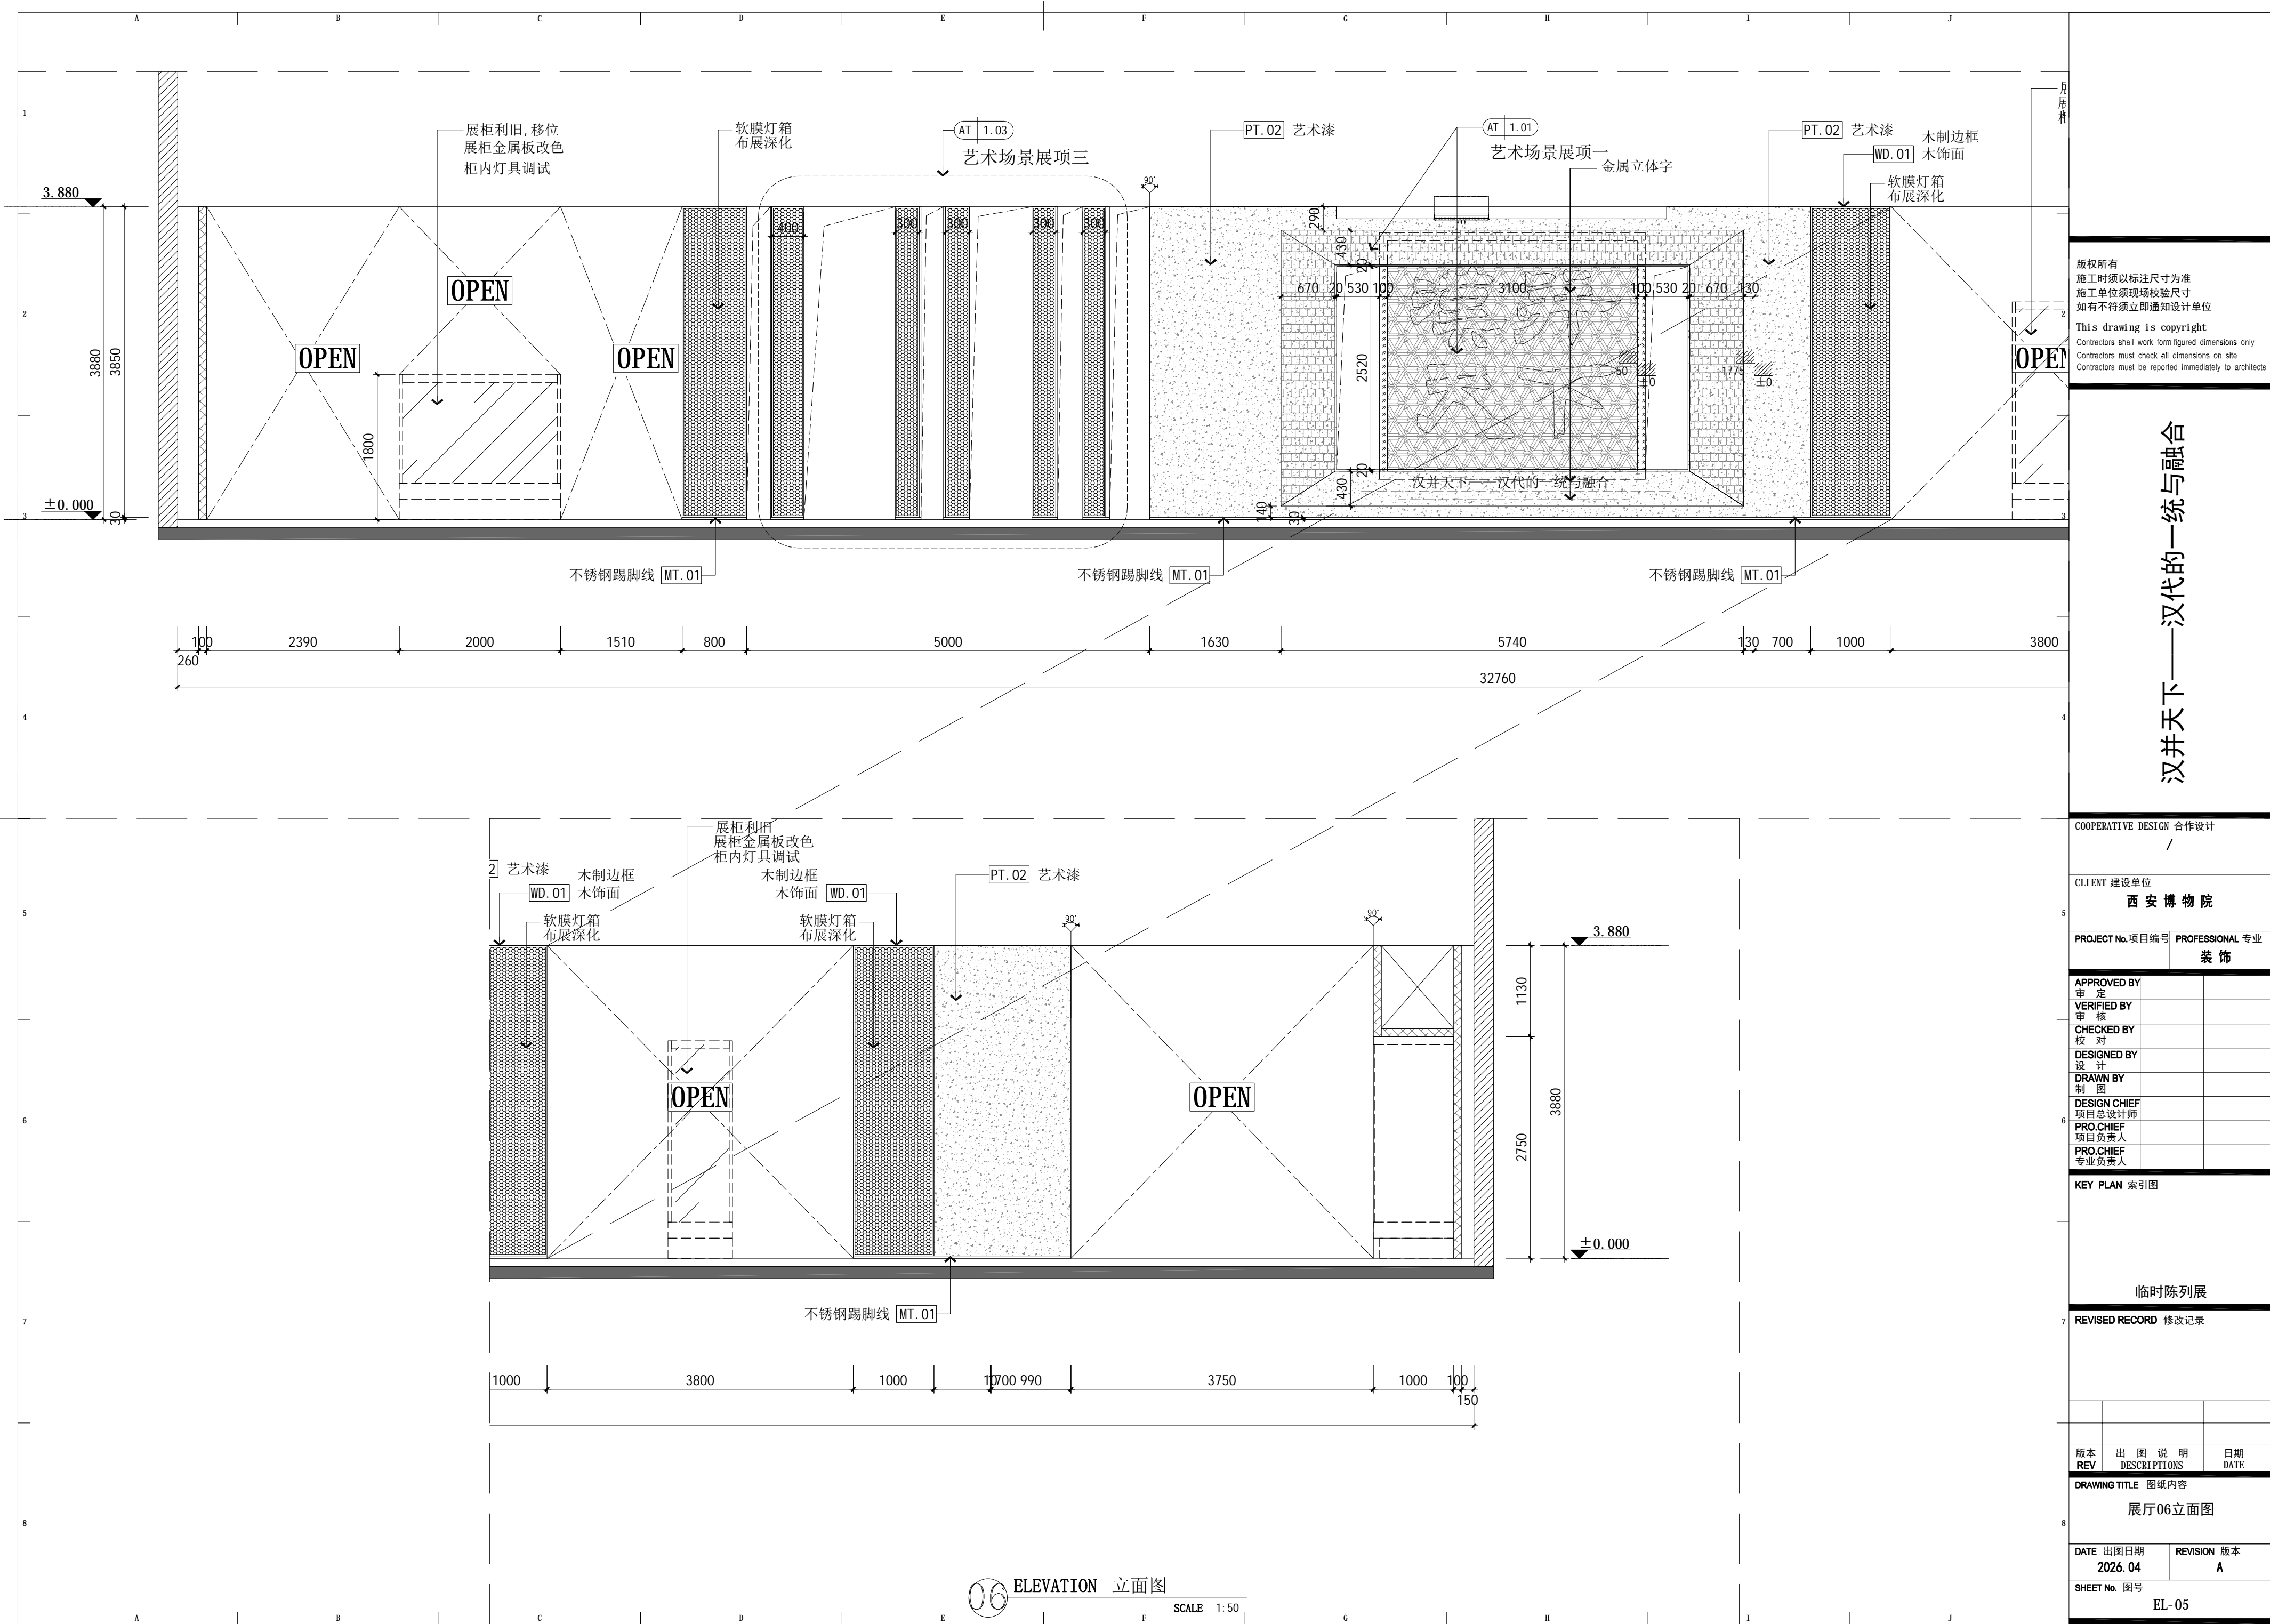 A B C D E F G H I J
1
2
3
4
5
6
7
8
展柜利旧,移位
展柜金属板改色
柜内灯具调试
软膜灯箱
布展深化
AT 1.03
艺术场景展项三
PT.02 艺术漆
AT 1.01
艺术场景展项一
金属立体字
PT.02 艺术漆
木制边框
WD.01 木饰面
软膜灯箱
布展深化
3.880
±0.000
3880
3850
30
1800
OPEN
OPEN
OPEN
OPEN
400
300
300
300
300
90°
290
430
20
670 20 530 100 3100 100 530 20 670 130
2520
20
430
140
30
-50
±0
-1775
±0
汉并天下——汉代的一统与融合
不锈钢踢脚线 MT.01
不锈钢踢脚线 MT.01
不锈钢踢脚线 MT.01
260 100 2390 2000 1510 800 5000 1630 5740 130 700 1000 3800
32760
展柜利旧
展柜金属板改色
柜内灯具调试
2 艺术漆
木制边框
WD.01 木饰面
软膜灯箱
布展深化
木制边框
木饰面 WD.01
软膜灯箱
布展深化
PT.02 艺术漆
90°
90°
3.880
±0.000
1130
2750
3880
OPEN
OPEN
不锈钢踢脚线 MT.01
1000 3800 1000 990 3750 1000 100
150
06 ELEVATION 立面图
SCALE 1:50
版权所有
施工时须以标注尺寸为准
施工单位须现场校验尺寸
如有不符须立即通知设计单位
This drawing is copyright
Contractors shall work form figured dimensions only
Contractors must check all dimensions on site
Contractors must be reported immediately to architects
汉并天下——汉代的一统与融合
COOPERATIVE DESIGN 合作设计
/
CLIENT 建设单位
西安博物院
PROJECT No.项目编号 PROFESSIONAL 专业
装饰
APPROVED BY
审 定
VERIFIED BY
审 核
CHECKED BY
校 对
DESIGNED BY
设 计
DRAWN BY
制 图
DESIGN CHIEF
项目总设计师
PRO.CHIEF
项目负责人
PRO.CHIEF
专业负责人
KEY PLAN 索引图
临时陈列展
REVISED RECORD 修改记录
版本 出图说明 日期
REV DESCRIPTIONS DATE
DRAWING TITLE 图纸内容
展厅06立面图
DATE 出图日期 REVISION 版本
2026.04 A
SHEET No. 图号
EL-05
A B C D E F G H I J